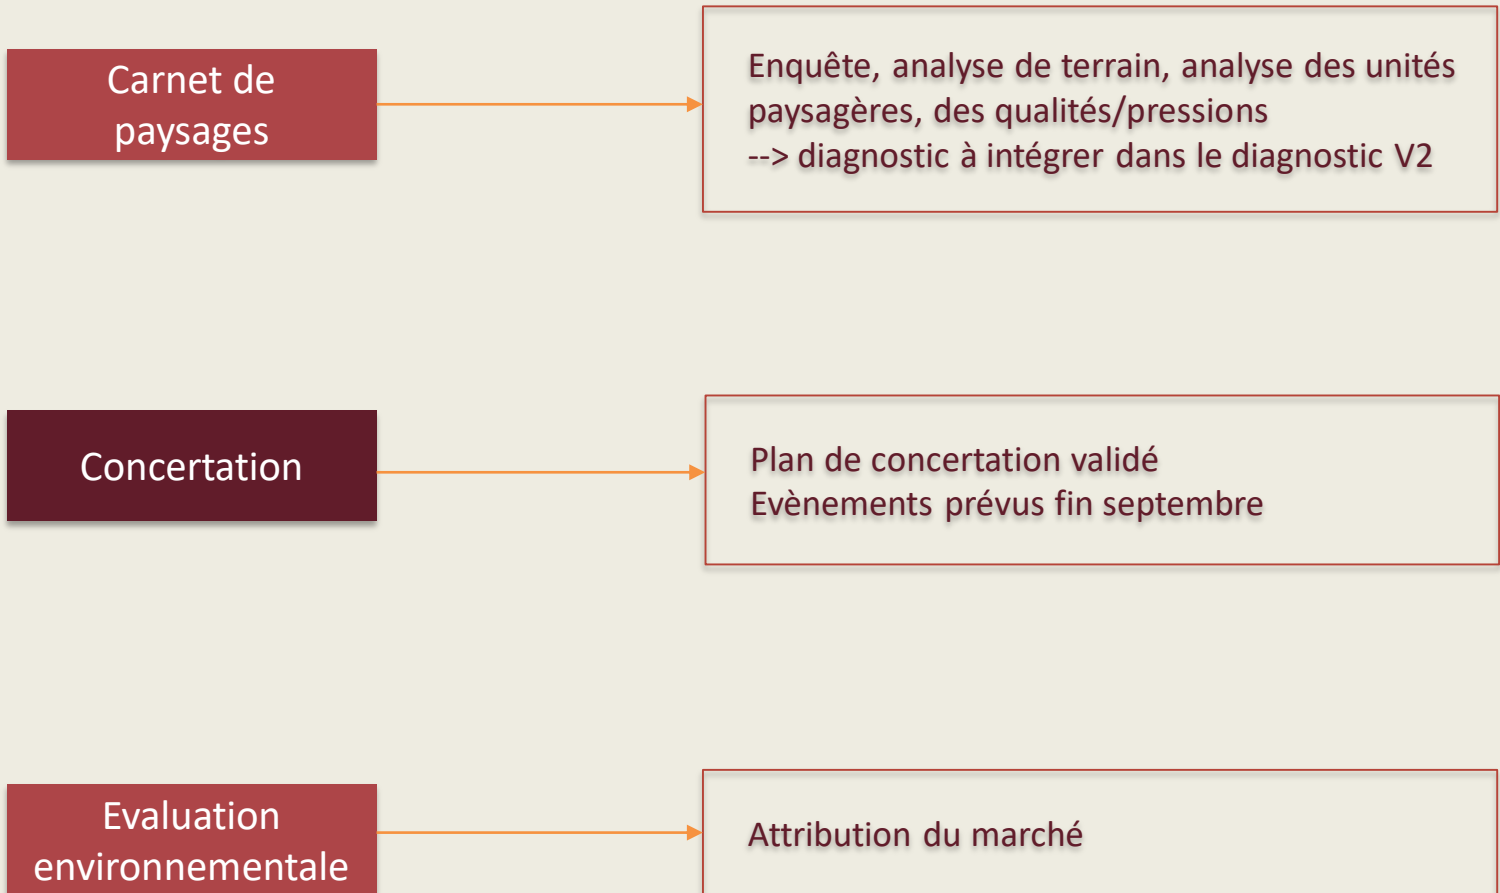 Carnet de
paysages
Enquête, analyse de terrain, analyse des unités
paysagères, des qualités/pressions
--> diagnostic à intégrer dans le diagnostic V2
Concertation
Plan de concertation validé
Evènements prévus fin septembre
Evaluation
environnementale
Attribution du marché